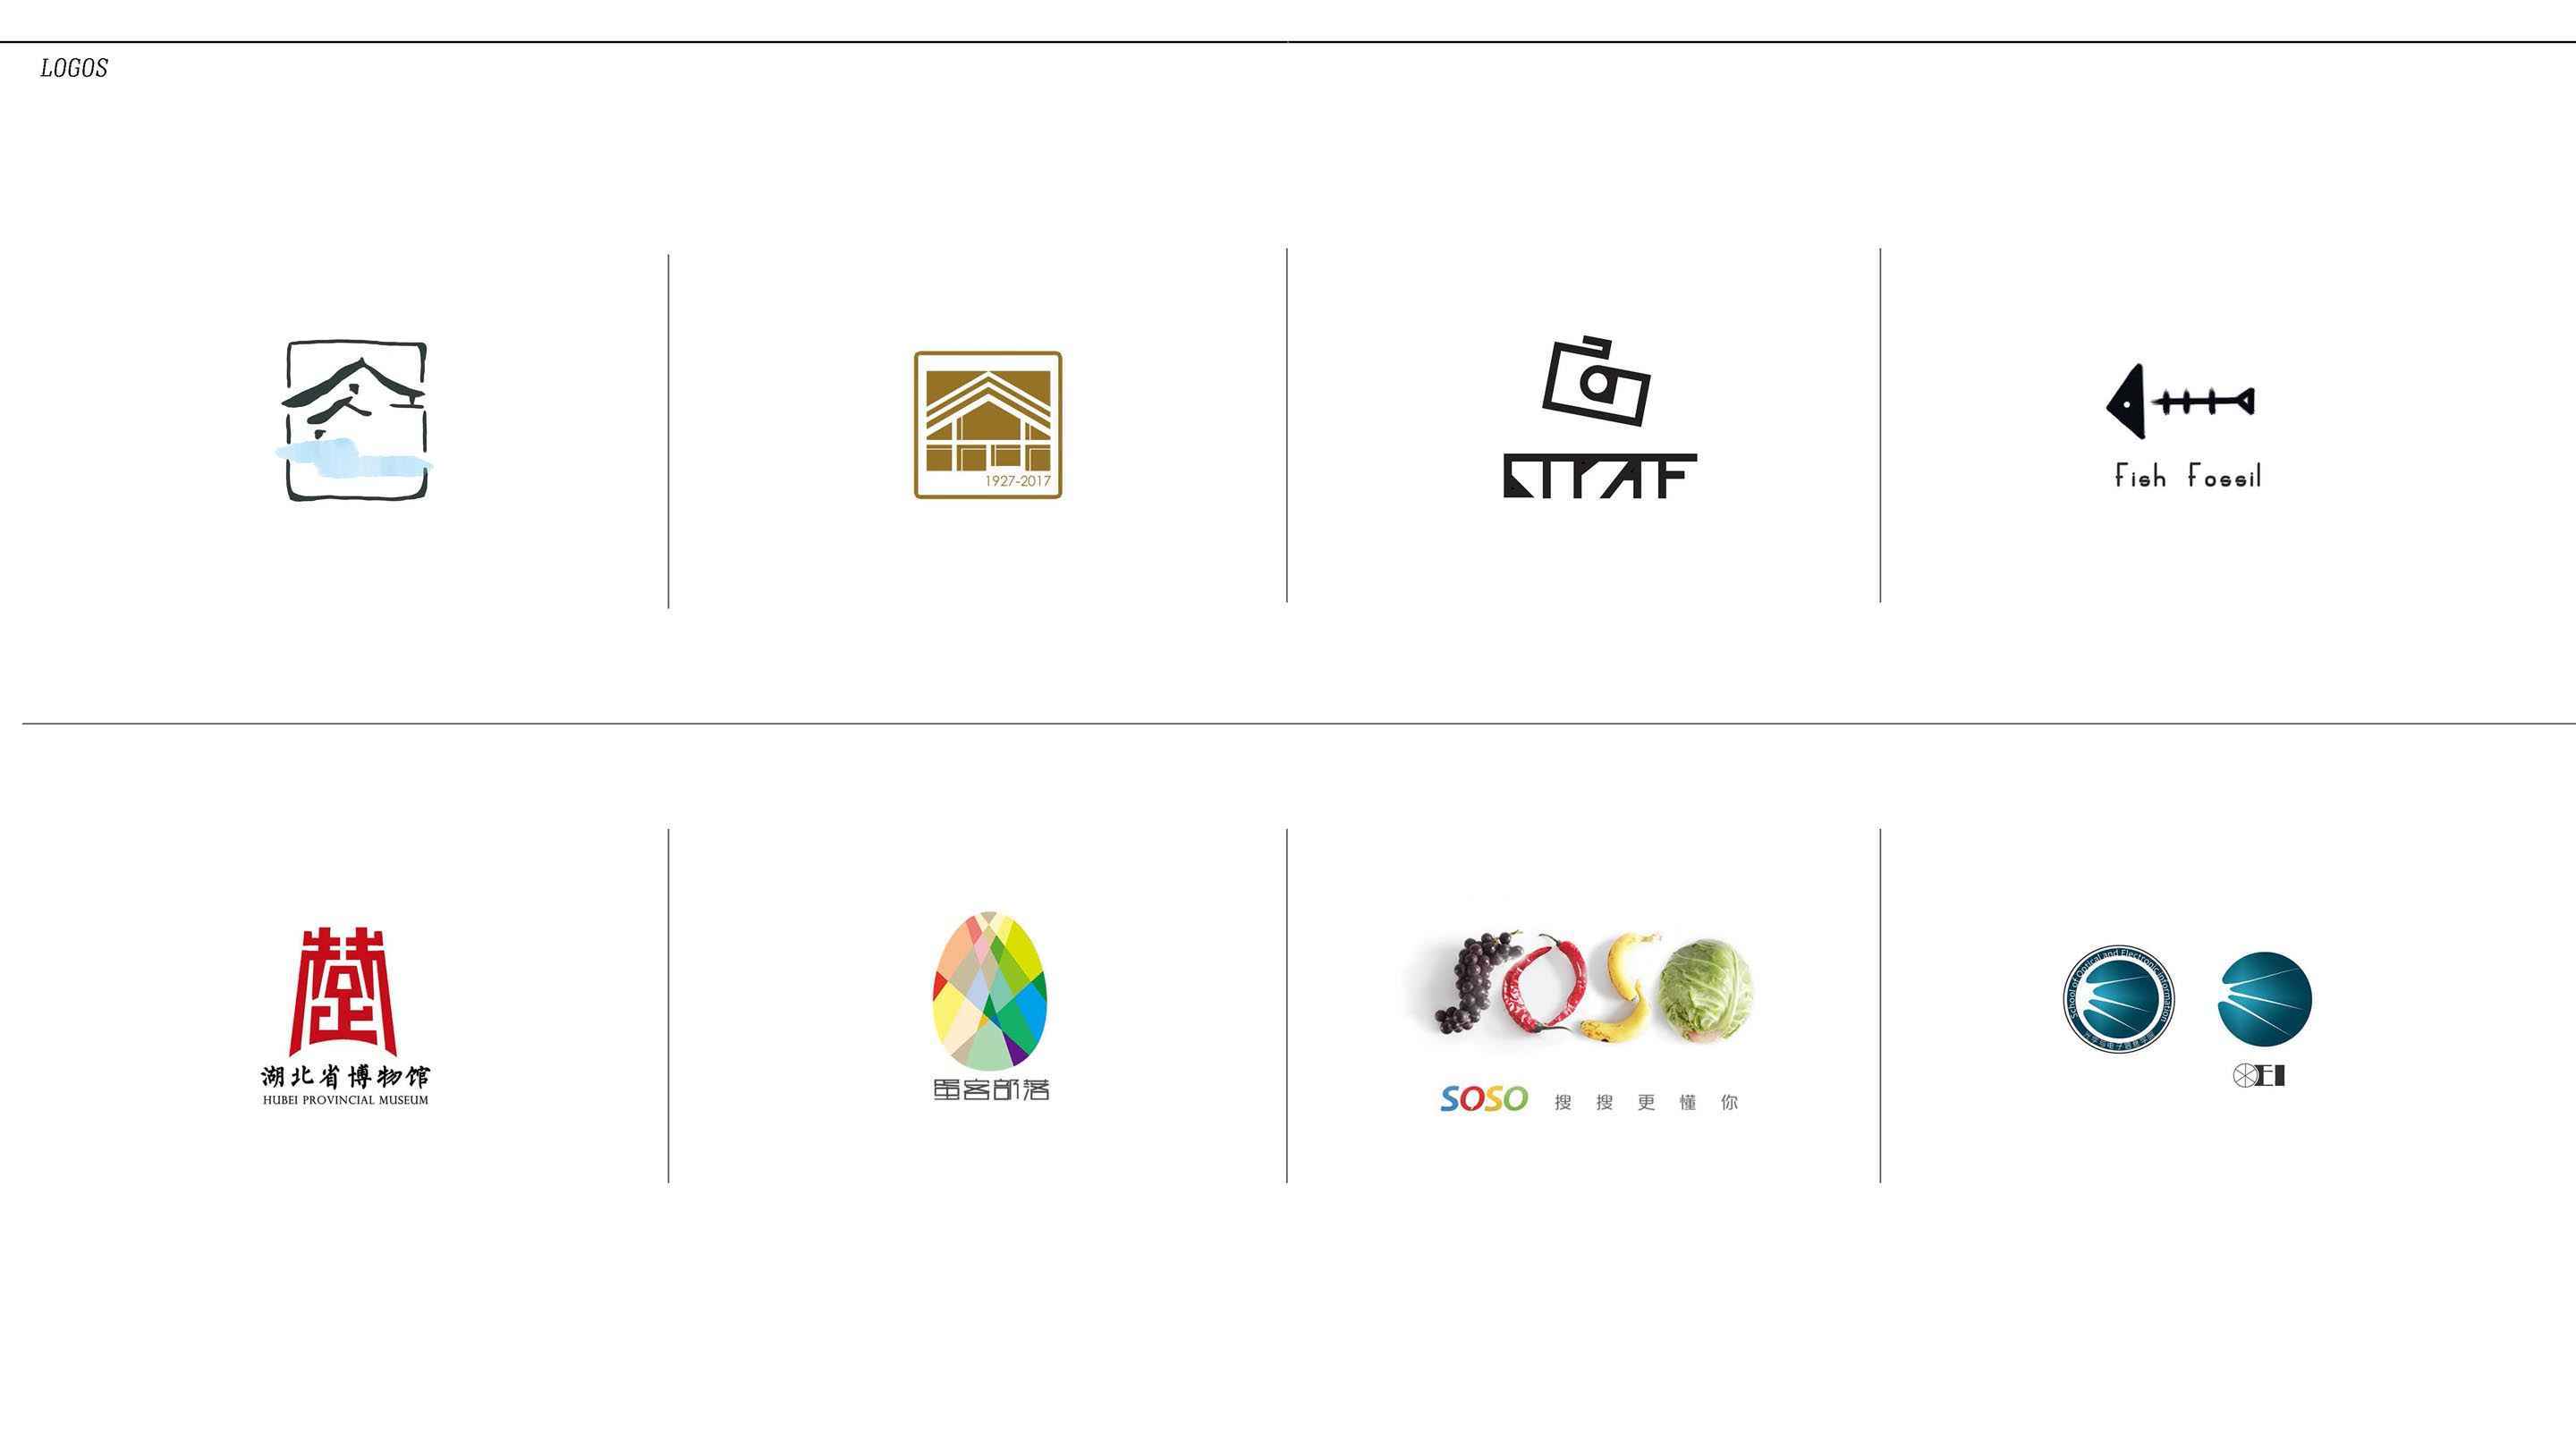 LOGOS
1927-2017
Fish Fossil
湖北省博物馆
HUBEI PROVINCIAL MUSEUM
蛋客部落
SOSO 搜搜更懂你
School of Optical and Electronic Information
OEI